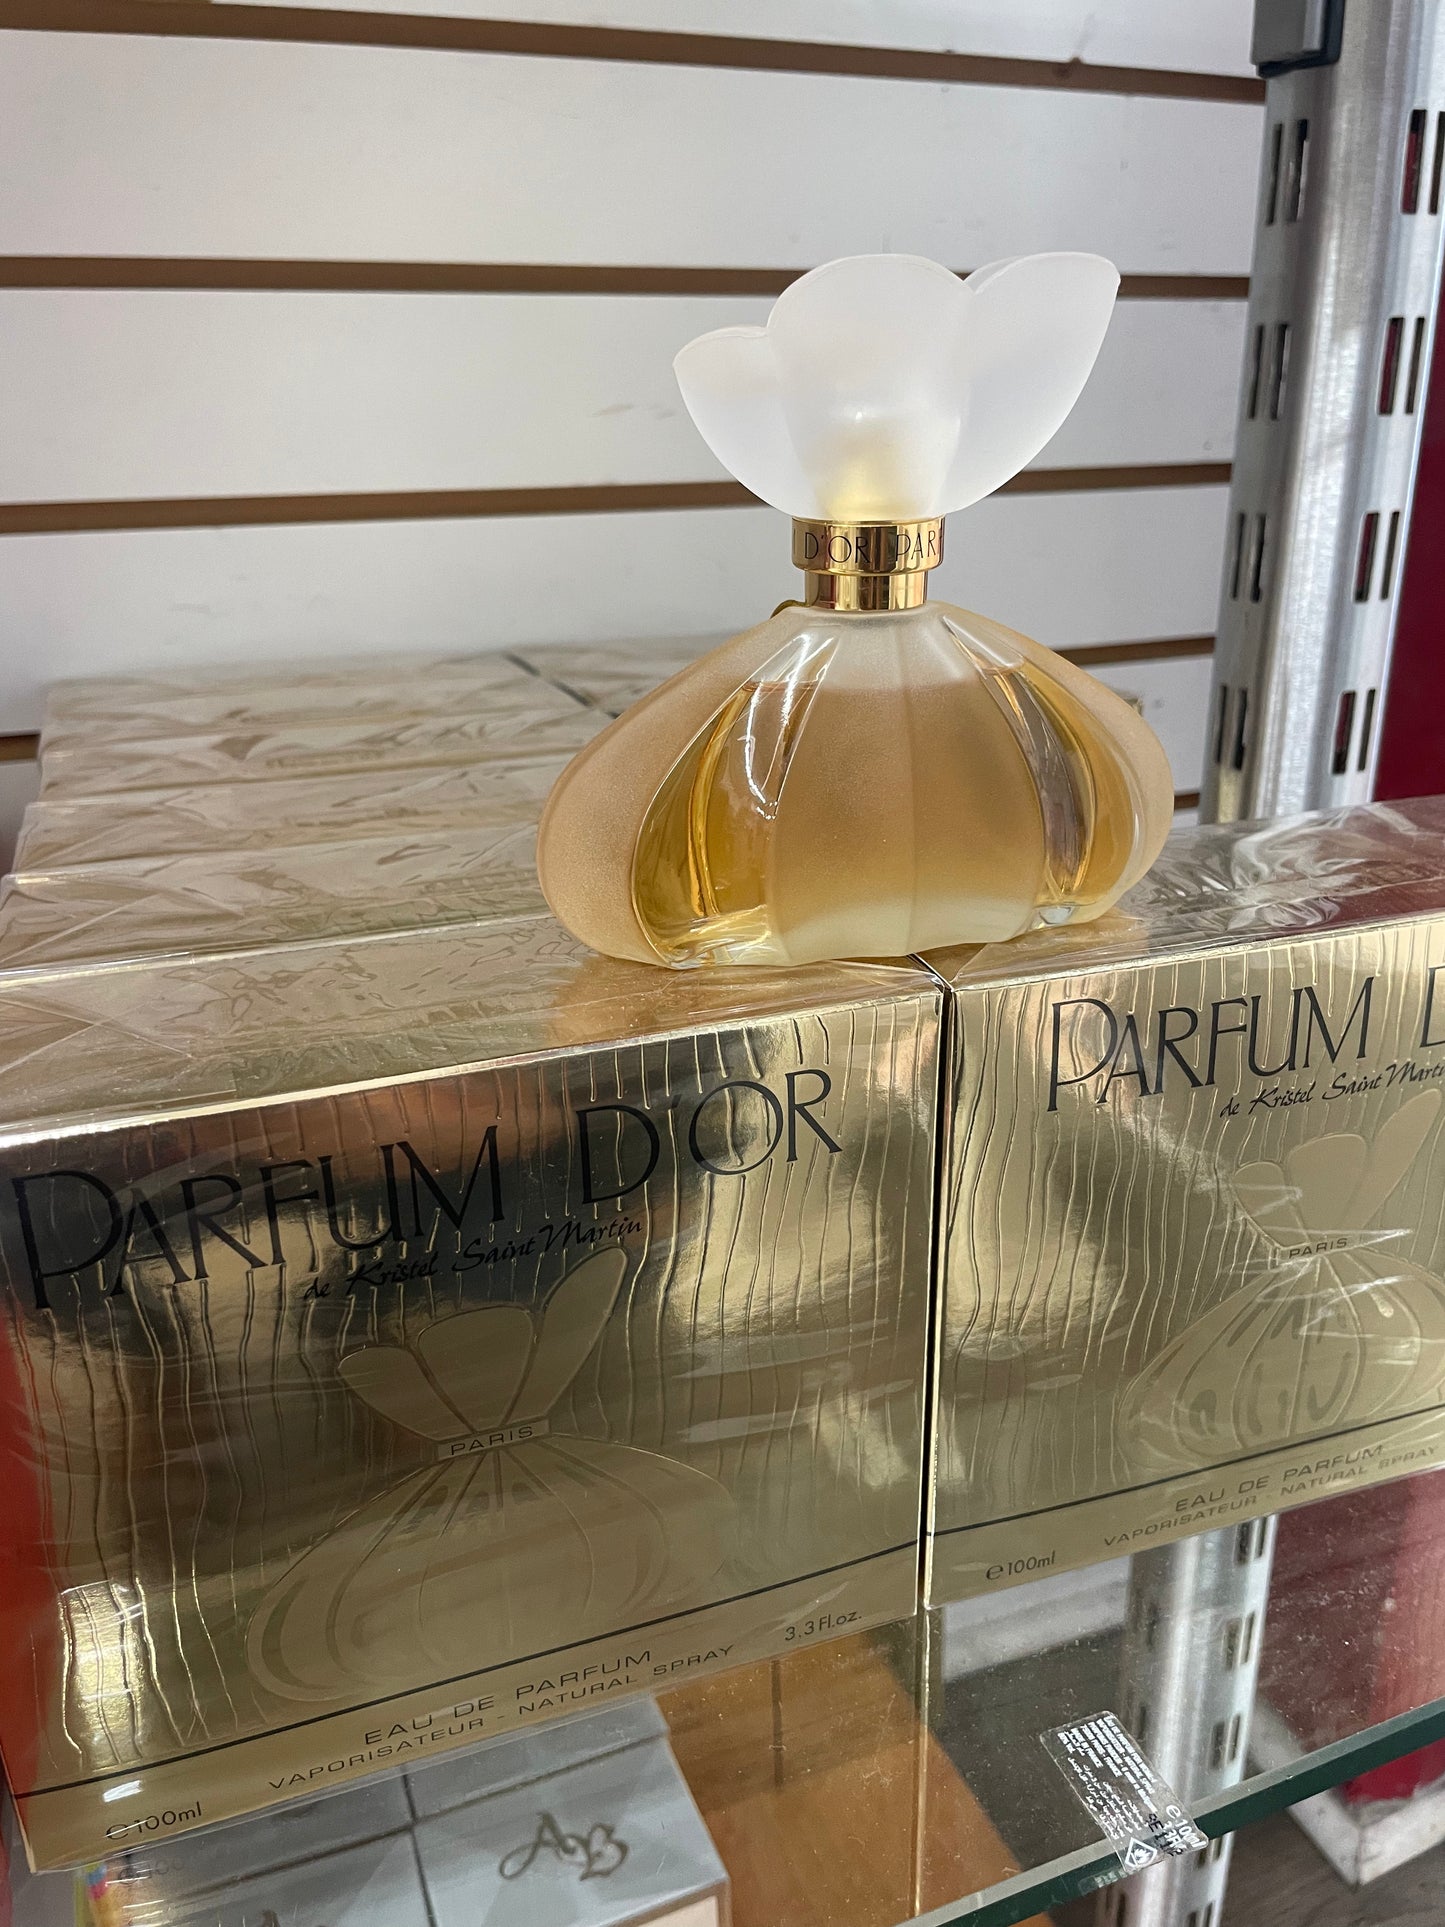 D'OR PAR
PARFUM D'OR
de Kristel Saint Martin
PARIS
EAU DE PARFUM
VAPORISATEUR - NATURAL SPRAY
℮100ml
3.3 Fl.oz.
PARFUM D
de Kristel Saint Martin
PARIS
EAU DE PARFUM
VAPORISATEUR - NATURAL SPRAY
℮100ml